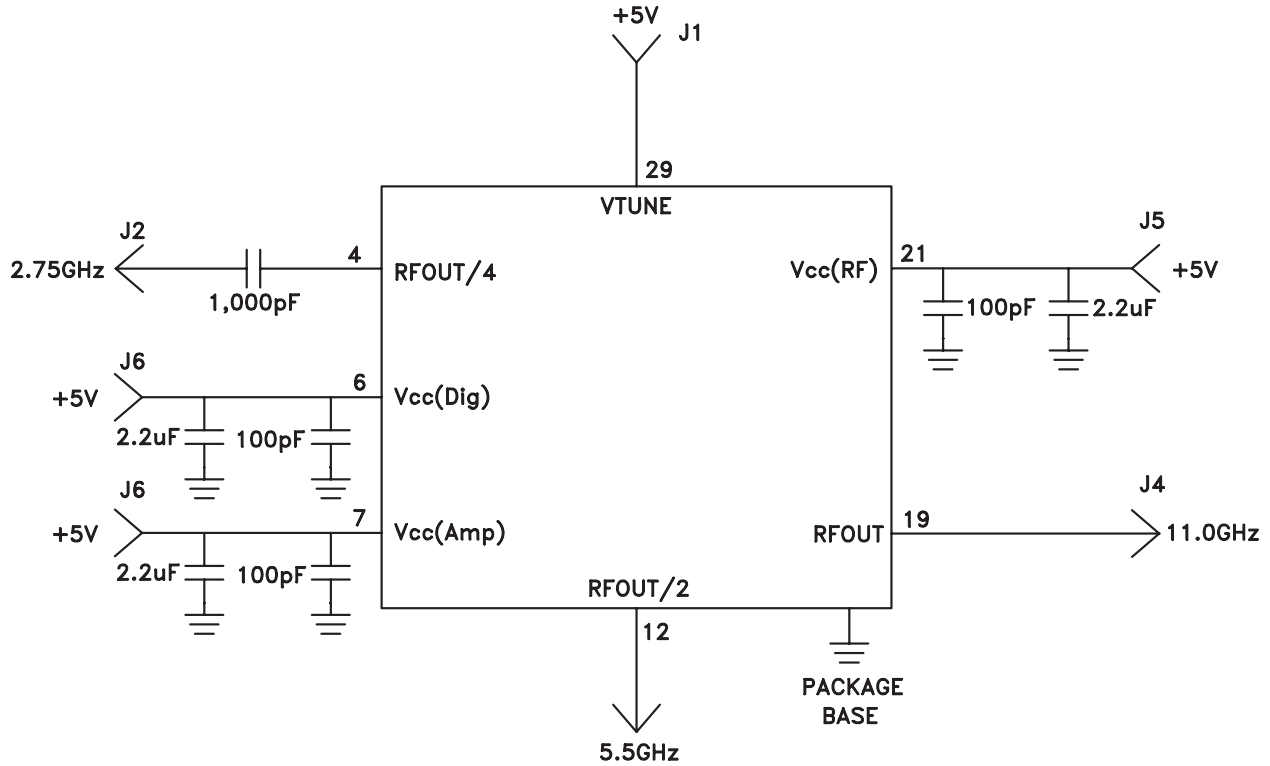 +5V
J1
29
VTUNE
J2
2.75GHz
1,000pF
4
RFOUT/4
J6
+5V
2.2uF
100pF
6
Vcc(Dig)
J6
+5V
2.2uF
100pF
7
Vcc(Amp)
RFOUT/2
12
5.5GHz
Vcc(RF)
21
100pF
2.2uF
J5
+5V
RFOUT
19
J4
11.0GHz
PACKAGE
BASE